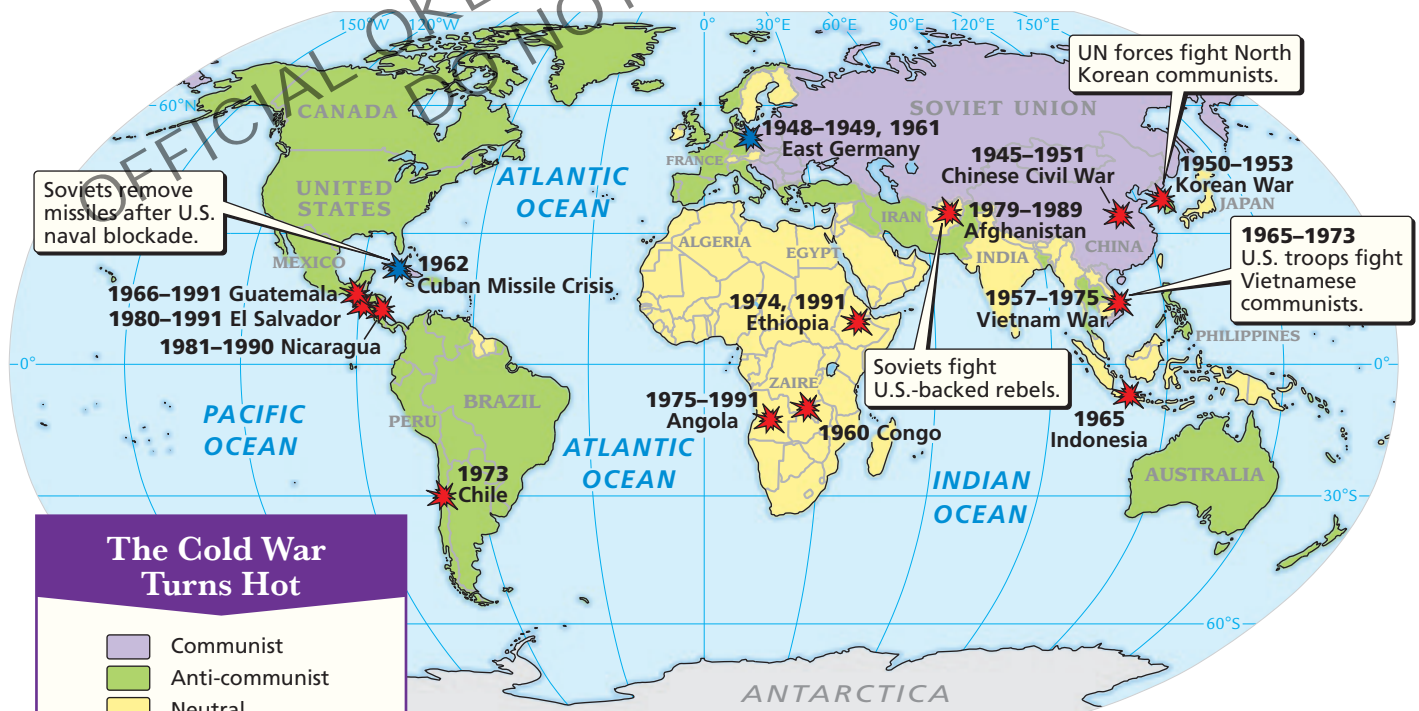 OFFICIAL
DO NOT
150°W
120°W
0°
30°E
60°E
90°E
120°E
150°E
60°N
CANADA
UNITED
STATES
MEXICO
ATLANTIC
OCEAN
Soviets remove
missiles after U.S.
naval blockade.
1962
Cuban Missile Crisis
1966–1991 Guatemala
1980–1991 El Salvador
1981–1990 Nicaragua
0°
PACIFIC
OCEAN
PERU
BRAZIL
1973
Chile
ATLANTIC
OCEAN
FRANCE
1948–1949, 1961
East Germany
SOVIET UNION
UN forces fight North
Korean communists.
1945–1951
Chinese Civil War
1950–1953
Korean War
JAPAN
IRAN
1979–1989
Afghanistan
CHINA
INDIA
ALGERIA
EGYPT
1965–1973
U.S. troops fight
Vietnamese
communists.
1974, 1991
Ethiopia
1957–1975
Vietnam War
PHILIPPINES
Soviets fight
U.S.-backed rebels.
0°
ZAIRE
1975–1991
Angola
1960 Congo
1965
Indonesia
INDIAN
OCEAN
AUSTRALIA
30°S
60°S
ANTARCTICA
The Cold War
Turns Hot
Communist
Anti-communist
Neutral